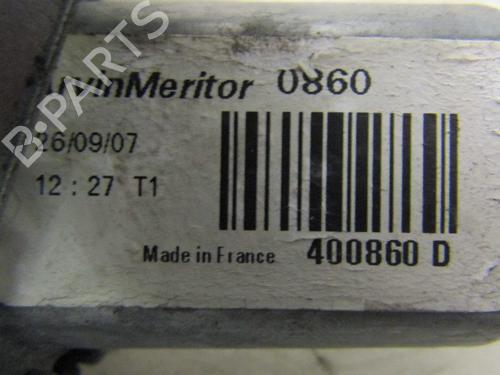 B-PARTS
vinMeritor 0860
26/09/07
12 : 27 T1
Made in France 400860 D